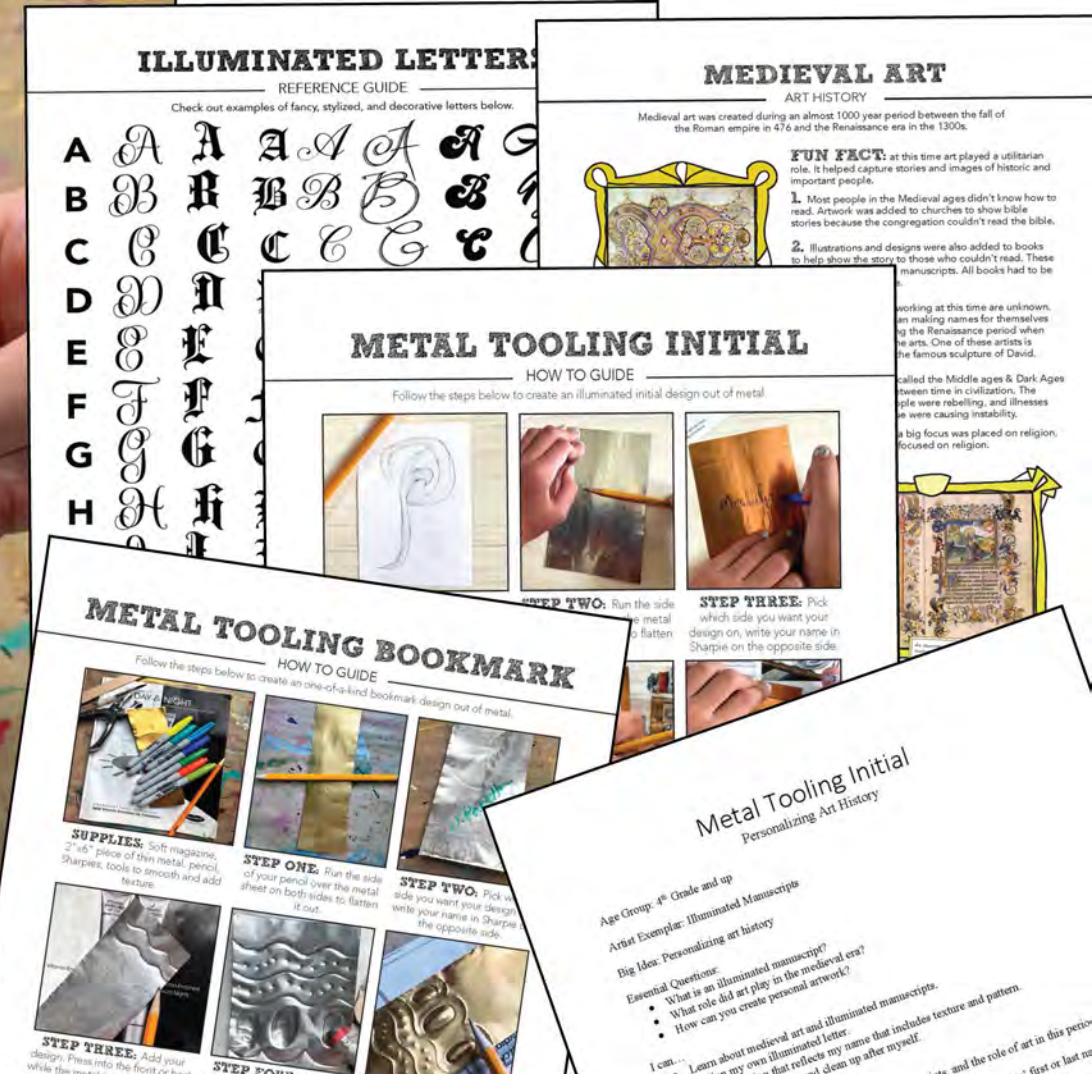 ILLUMINATED LETTERS
REFERENCE GUIDE
Check out examples of fancy, stylized, and decorative letters below.
A A A A A A A
B B B B B B B
C C C C C C C
D D D
E E E
F F F
G G G
H H H
MEDIEVAL ART
ART HISTORY
Medieval art was created during an almost 1000 year period between the fall of
the Roman empire in 476 and the Renaissance era in the 1300s.
FUN FACT: at this time art played a utilitarian
role. It helped capture stories and images of historic and
important people.
1. Most people in the Medieval ages didn't know how to
read. Artwork was added to churches to show bible
stories because the congregation couldn't read the bible.
2. Illustrations and designs were also added to books
to help show the story to those who couldn't read. These
manuscripts. All books had to be
working at this time are unknown.
an making names for themselves
the Renaissance period when
the arts. One of these artists is
the famous sculpture of David.
called the Middle ages & Dark Ages
time in civilization. The
were rebelling, and illnesses
were causing instability.
a big focus was placed on religion,
focused on religion.
METAL TOOLING INITIAL
HOW TO GUIDE
Follow the steps below to create an illuminated initial design out of metal
STEP TWO: Run the side
metal
flatten
STEP THREE: Pick
which side you want your
design on, write your name in
Sharpie on the opposite side.
METAL TOOLING BOOKMARK
HOW TO GUIDE
Follow the steps below to create an one-of-a-kind bookmark design out of metal.
DAY & NIGHT
SUPPLIES: Soft magazine,
2"x6" piece of thin metal, pencil,
Sharpies, tools to smooth and add
texture.
STEP ONE: Run the side
of your pencil over the metal
sheet on both sides to flatten
it out.
STEP TWO: Pick
side you want your design
write your name in Sharpie
the opposite side.
STEP THREE: Add your
design. Press into the front or
while the
STEP FOUR
Metal Tooling Initial
Personalizing Art History
Age Group: 4th Grade and up
Artist Exemplar: Illuminated Manuscripts
Big Idea: Personalizing art history
Essential Questions:
• What is an illuminated manuscript?
• What role did art play in the medieval era?
• How can you create personal artwork?
I can…
Learn about medieval art and illuminated manuscripts.
my own illuminated letter.
that reflects my name that includes texture and pattern.
and clean up after myself.
and the role of art in this
first or last